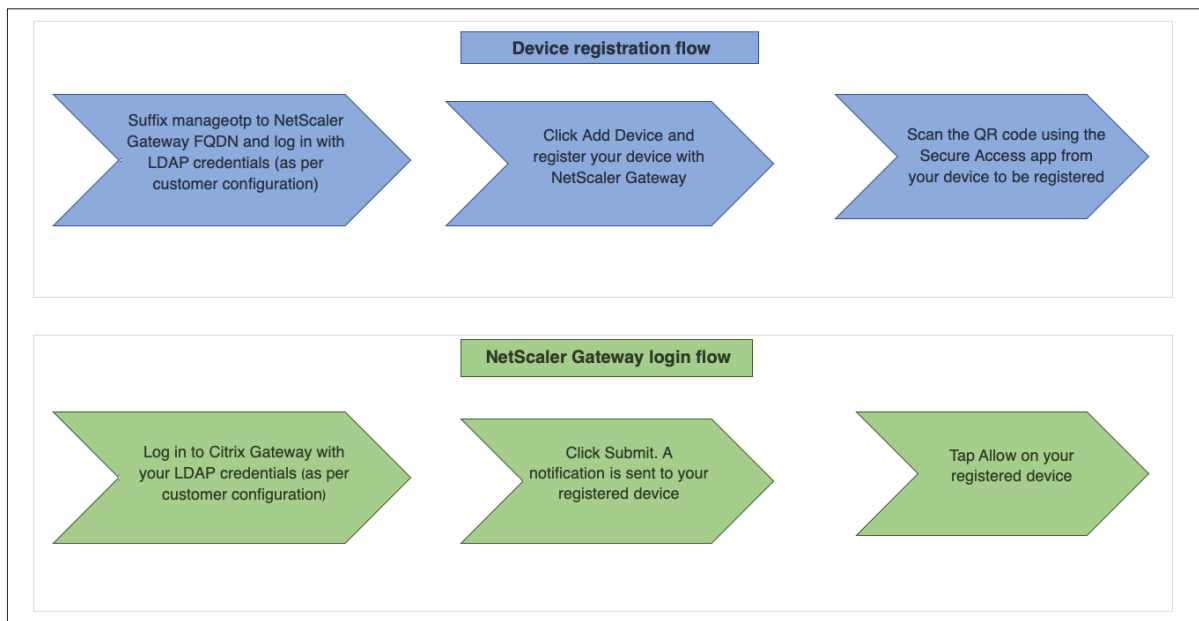 Device registration flow
Suffix manageotp to NetScaler
Gateway FQDN and log in with
LDAP credentials (as per
customer configuration)
Click Add Device and
register your device with
NetScaler Gateway
Scan the QR code using the
Secure Access app from
your device to be registered
NetScaler Gateway login flow
Log in to Citrix Gateway with
your LDAP credentials (as per
customer configuration)
Click Submit. A
notification is sent to your
registered device
Tap Allow on your
registered device